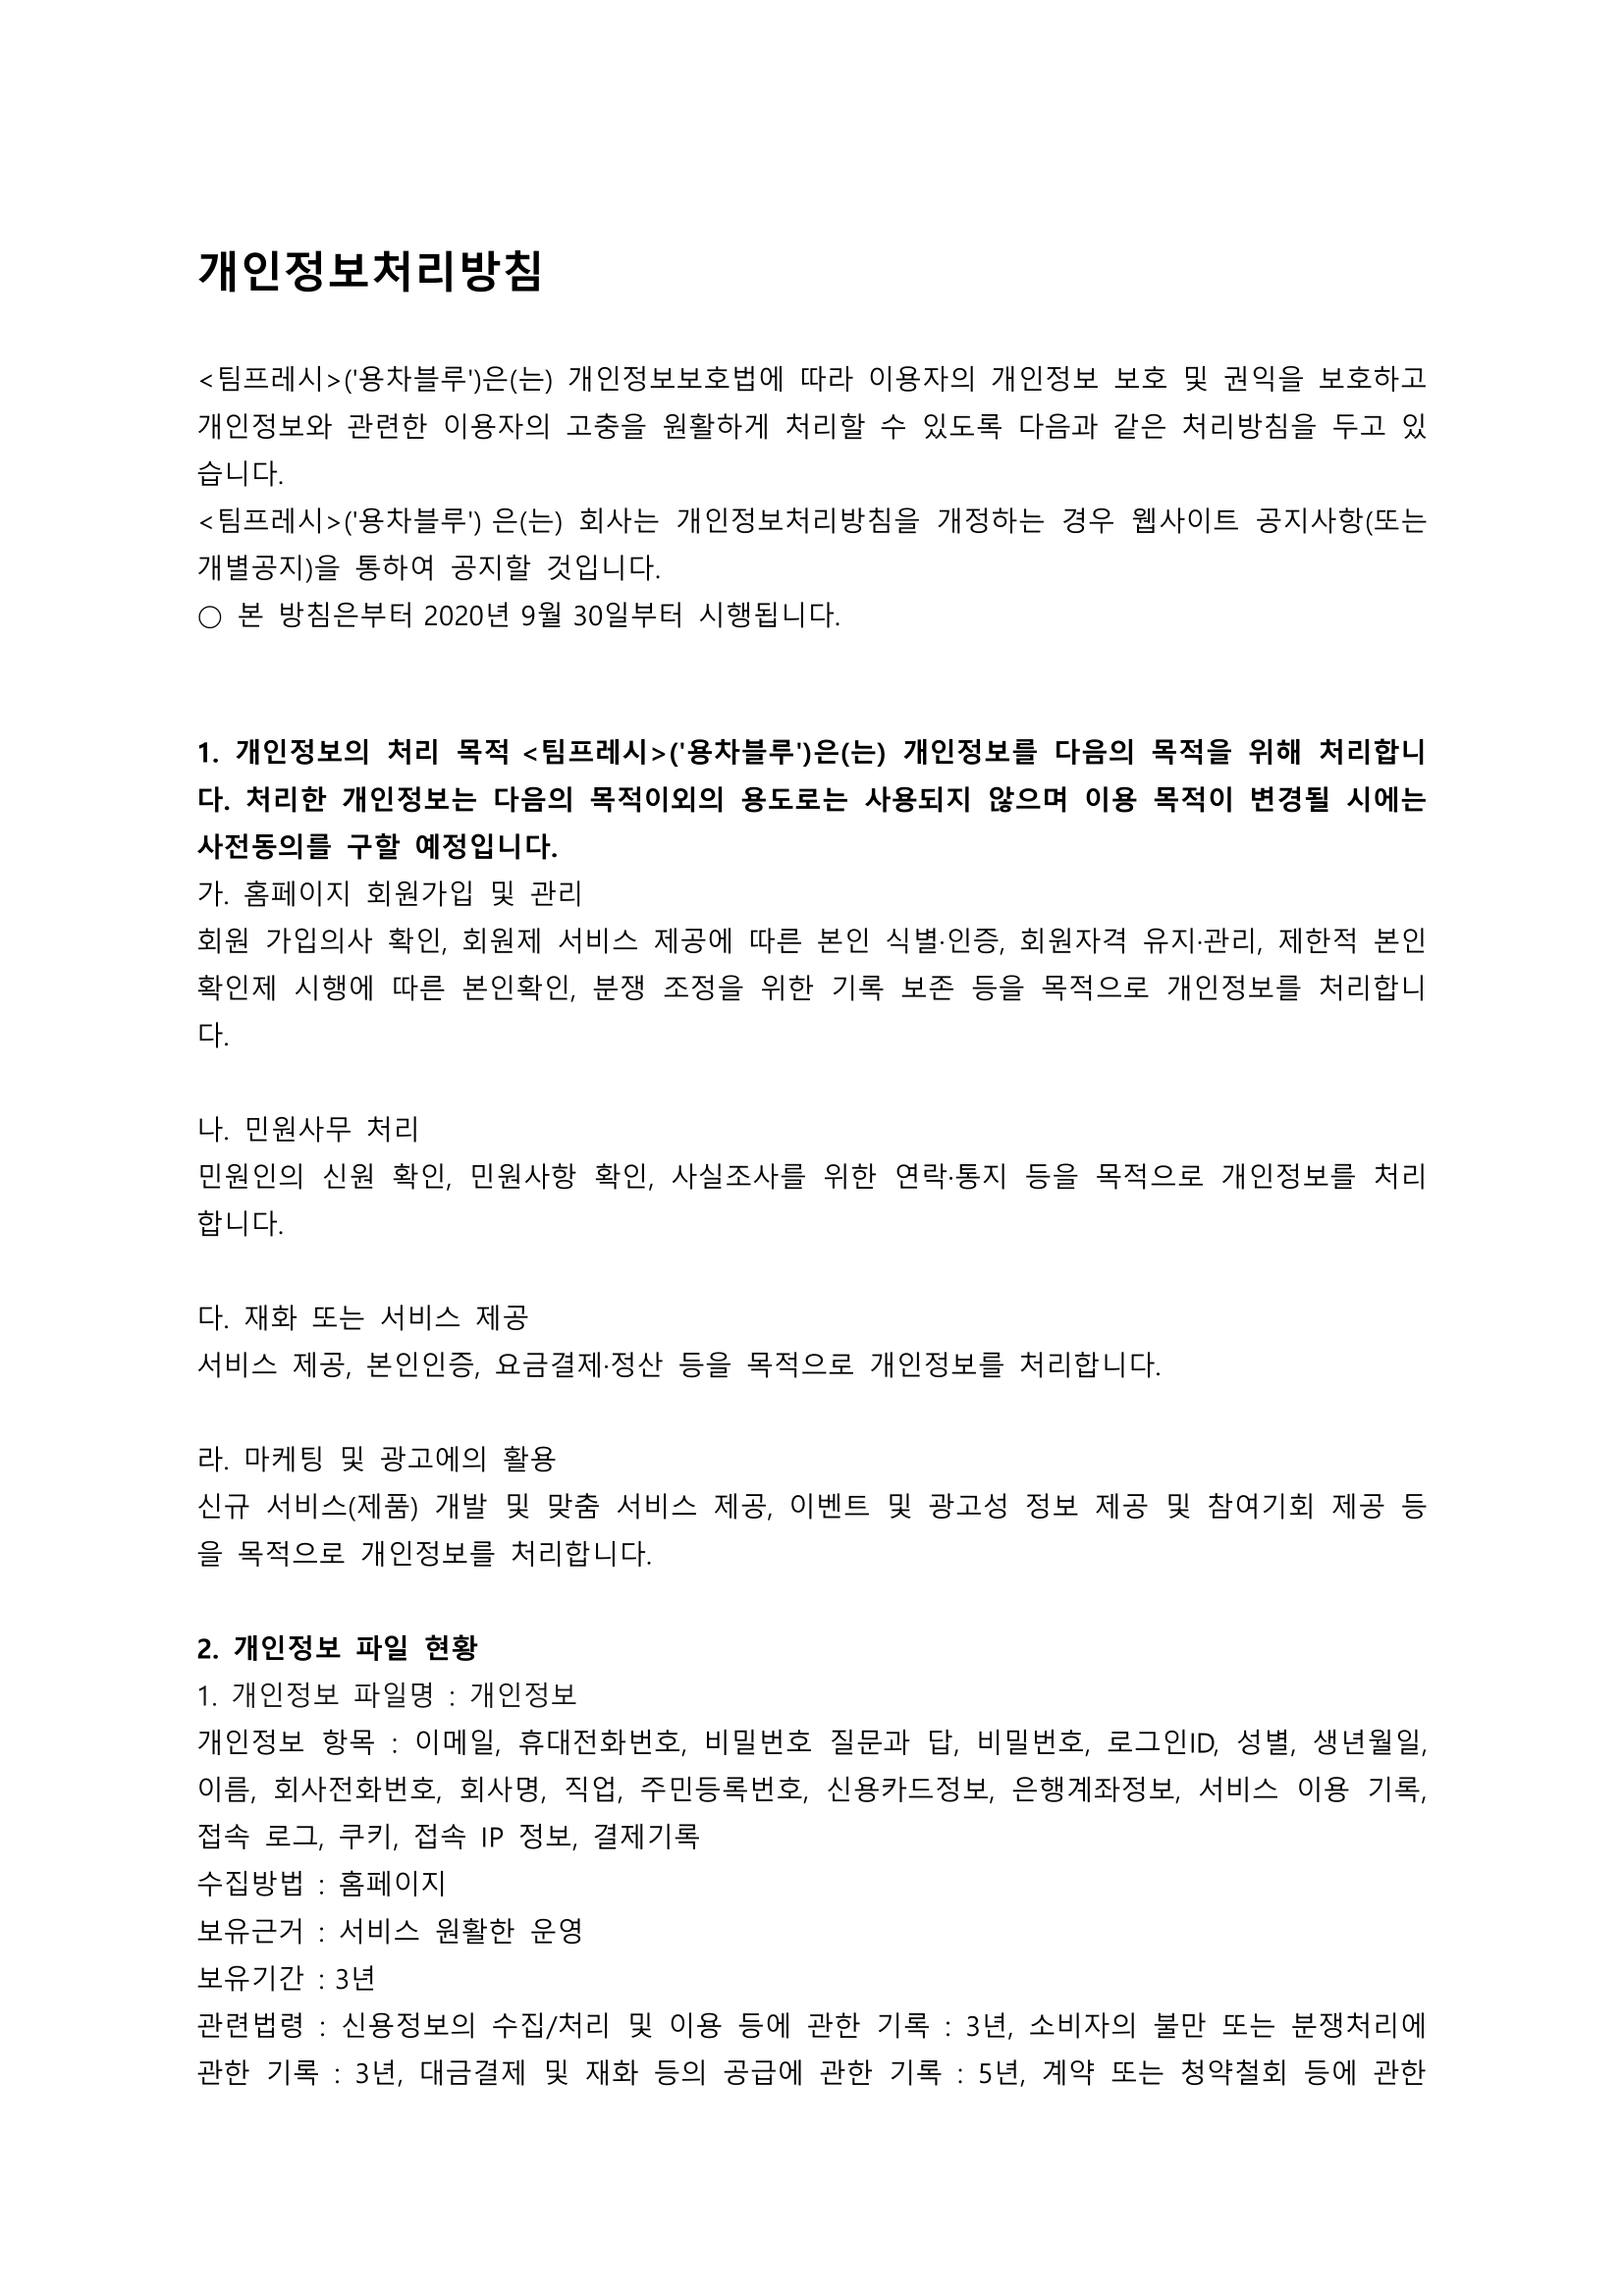 개인정보처리방침
<팀프레시>('용차블루')은(는) 개인정보보호법에 따라 이용자의 개인정보 보호 및 권익을 보호하고
개인정보와 관련한 이용자의 고충을 원활하게 처리할 수 있도록 다음과 같은 처리방침을 두고 있
습니다.
<팀프레시>('용차블루') 은(는) 회사는 개인정보처리방침을 개정하는 경우 웹사이트 공지사항(또는
개별공지)을 통하여 공지할 것입니다.
○ 본 방침은부터 2020년 9월 30일부터 시행됩니다.
1. 개인정보의 처리 목적 <팀프레시>('용차블루')은(는) 개인정보를 다음의 목적을 위해 처리합니
다. 처리한 개인정보는 다음의 목적이외의 용도로는 사용되지 않으며 이용 목적이 변경될 시에는
사전동의를 구할 예정입니다.
가. 홈페이지 회원가입 및 관리
회원 가입의사 확인, 회원제 서비스 제공에 따른 본인 식별·인증, 회원자격 유지·관리, 제한적 본인
확인제 시행에 따른 본인확인, 분쟁 조정을 위한 기록 보존 등을 목적으로 개인정보를 처리합니
다.
나. 민원사무 처리
민원인의 신원 확인, 민원사항 확인, 사실조사를 위한 연락·통지 등을 목적으로 개인정보를 처리
합니다.
다. 재화 또는 서비스 제공
서비스 제공, 본인인증, 요금결제·정산 등을 목적으로 개인정보를 처리합니다.
라. 마케팅 및 광고에의 활용
신규 서비스(제품) 개발 및 맞춤 서비스 제공, 이벤트 및 광고성 정보 제공 및 참여기회 제공 등
을 목적으로 개인정보를 처리합니다.
2. 개인정보 파일 현황
1. 개인정보 파일명 : 개인정보
개인정보 항목 : 이메일, 휴대전화번호, 비밀번호 질문과 답, 비밀번호, 로그인ID, 성별, 생년월일,
이름, 회사전화번호, 회사명, 직업, 주민등록번호, 신용카드정보, 은행계좌정보, 서비스 이용 기록,
접속 로그, 쿠키, 접속 IP 정보, 결제기록
수집방법 : 홈페이지
보유근거 : 서비스 원활한 운영
보유기간 : 3년
관련법령 : 신용정보의 수집/처리 및 이용 등에 관한 기록 : 3년, 소비자의 불만 또는 분쟁처리에
관한 기록 : 3년, 대금결제 및 재화 등의 공급에 관한 기록 : 5년, 계약 또는 청약철회 등에 관한